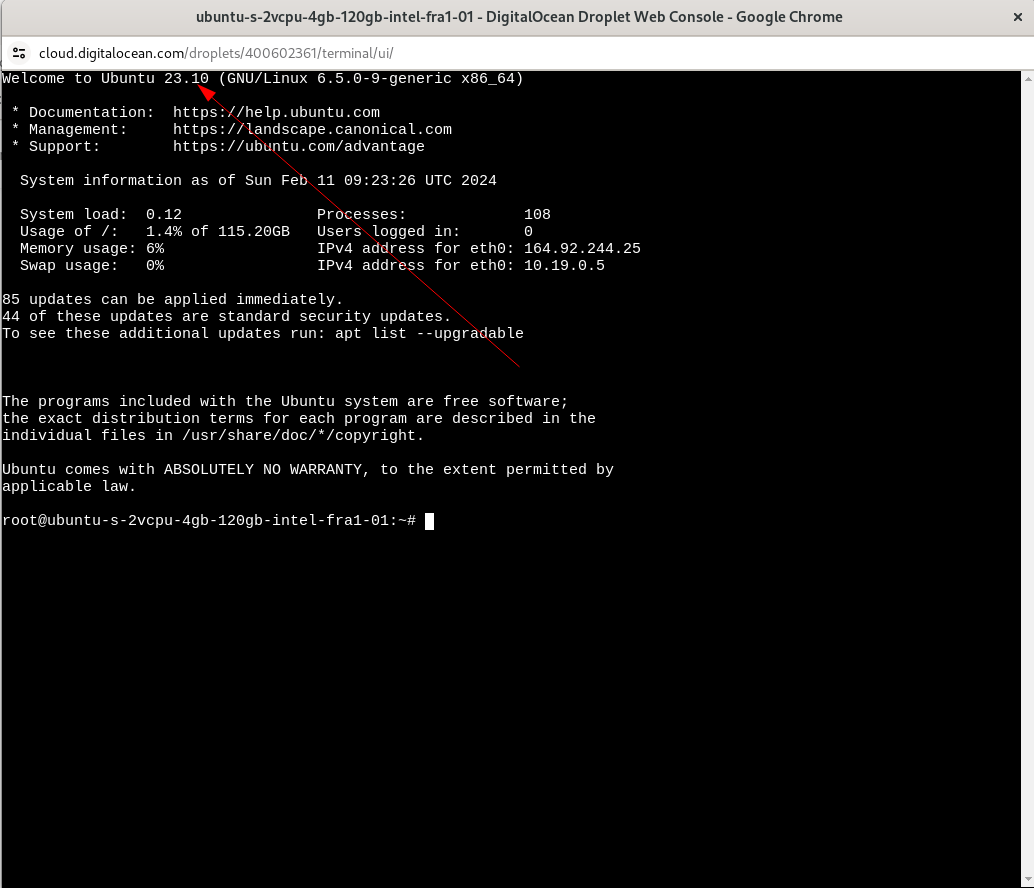 ubuntu-s-2vcpu-4gb-120gb-intel-fra1-01 - DigitalOcean Droplet Web Console - Google Chrome
cloud.digitalocean.com/droplets/400602361/terminal/ui/
Welcome to Ubuntu 23.10 (GNU/Linux 6.5.0-9-generic x86_64)
* Documentation:  https://help.ubuntu.com
* Management:     https://landscape.canonical.com
* Support:        https://ubuntu.com/advantage
System information as of Sun Feb 11 09:23:26 UTC 2024
System load:  0.12               Processes:             108
Usage of /:   1.4% of 115.20GB   Users logged in:       0
Memory usage: 6%                 IPv4 address for eth0: 164.92.244.25
Swap usage:   0%                 IPv4 address for eth0: 10.19.0.5
85 updates can be applied immediately.
44 of these updates are standard security updates.
To see these additional updates run: apt list --upgradable
The programs included with the Ubuntu system are free software;
the exact distribution terms for each program are described in the
individual files in /usr/share/doc/*/copyright.
Ubuntu comes with ABSOLUTELY NO WARRANTY, to the extent permitted by
applicable law.
root@ubuntu-s-2vcpu-4gb-120gb-intel-fra1-01:~#